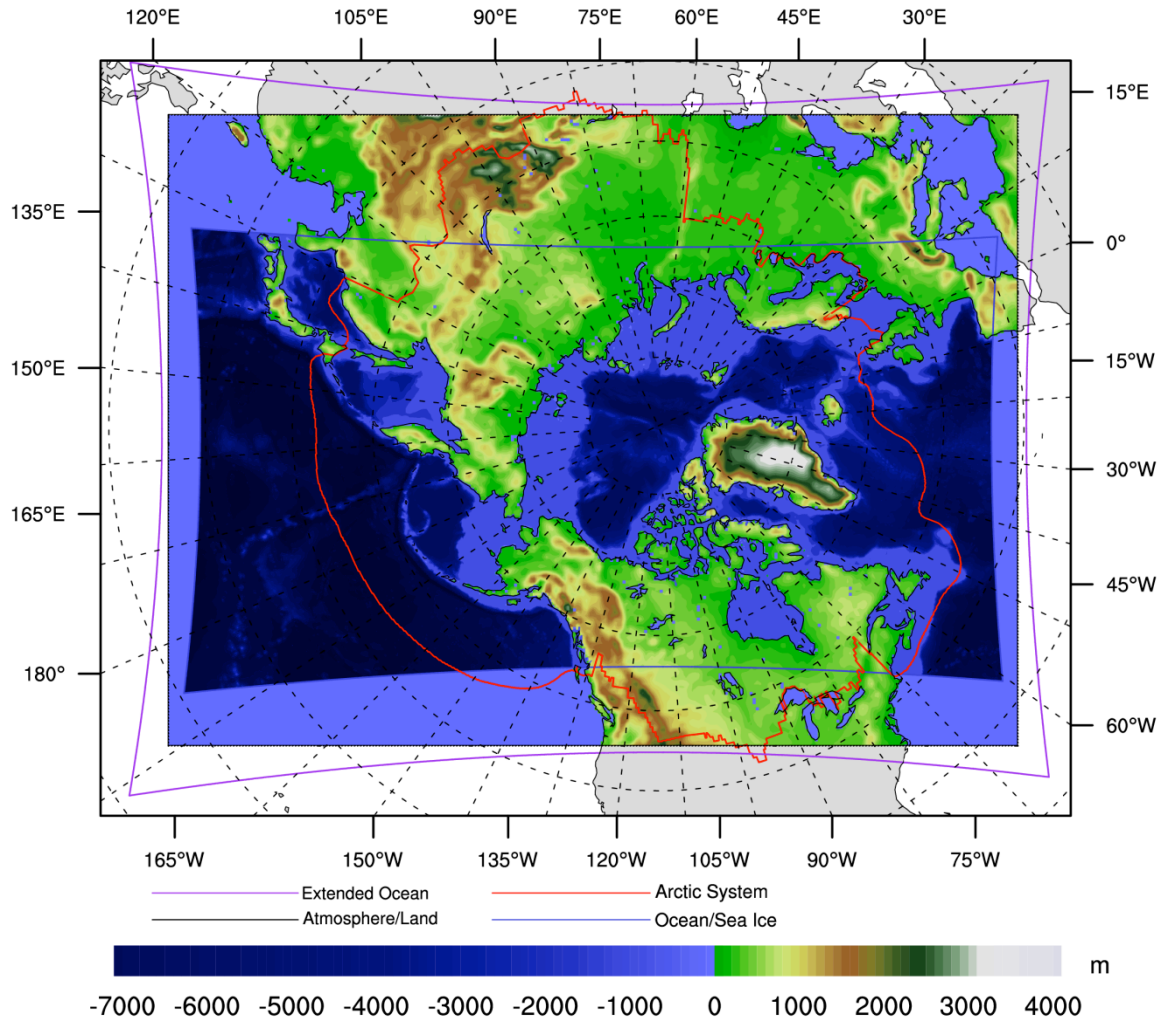 120°E 105°E 90°E 75°E 60°E 45°E 30°E
15°E
135°E
0°
150°E
15°W
30°W
165°E
45°W
180°
60°W
165°W 150°W 135°W 120°W 105°W 90°W 75°W
Extended Ocean Arctic System
Atmosphere/Land Ocean/Sea Ice
m
-7000 -6000 -5000 -4000 -3000 -2000 -1000 0 1000 2000 3000 4000